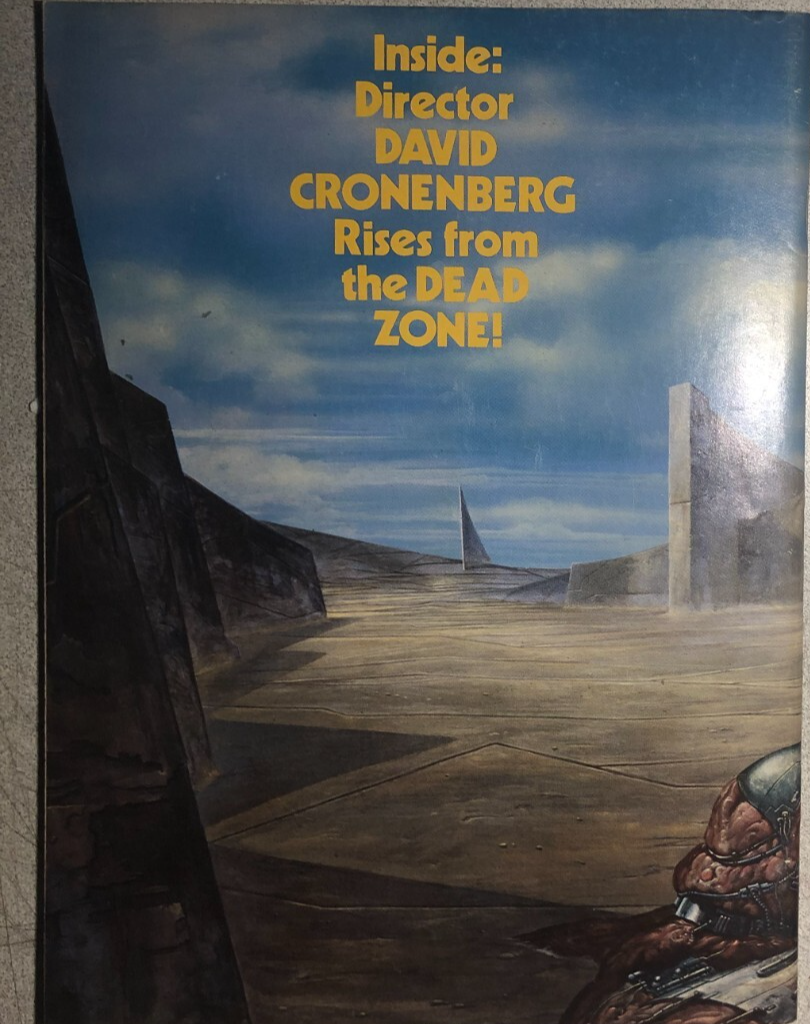 Inside:
Director
DAVID
CRONENBERG
Rises from
the DEAD
ZONE!